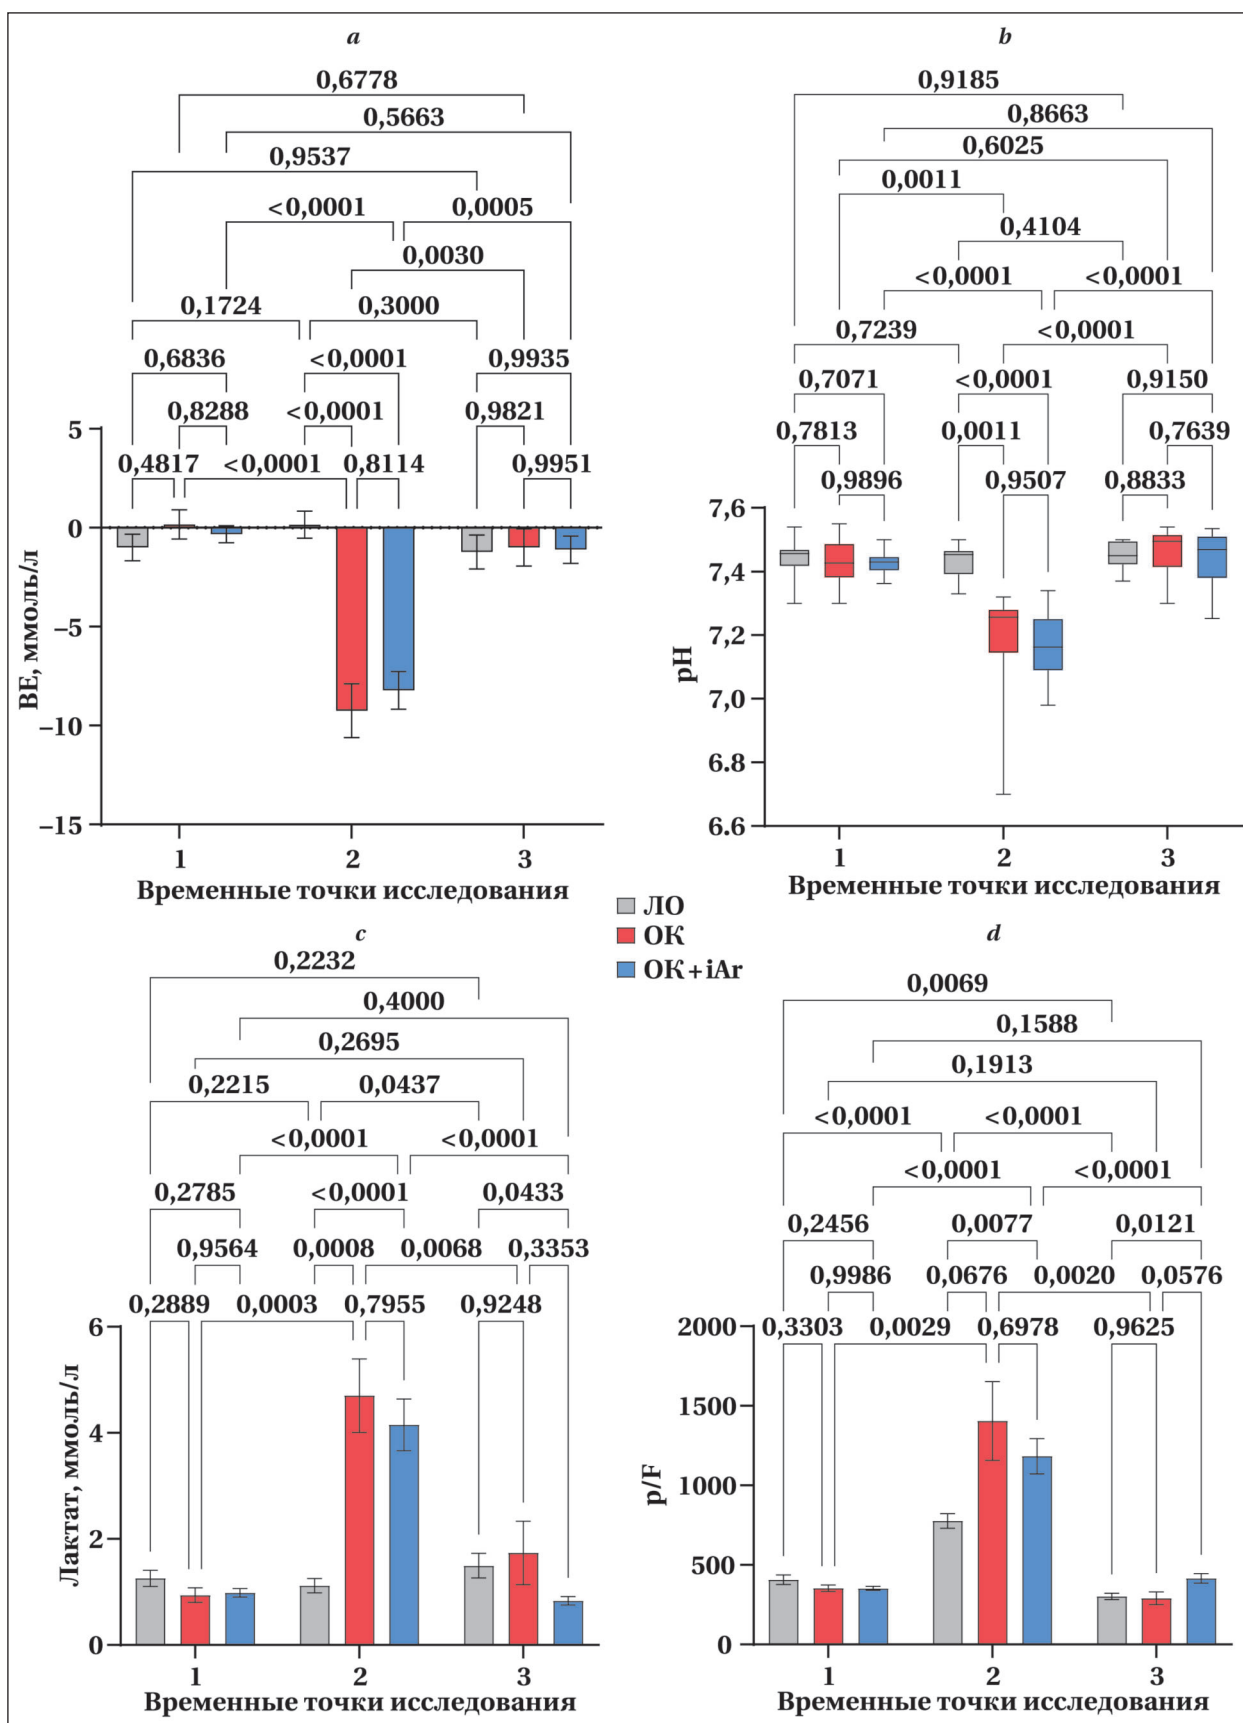 a
0,6778
0,5663
0,9537
<0,0001 0,0005
0,0030
0,1724 0,3000
0,6836 <0,0001 0,9935
0,8288 <0,0001 0,9821
0,4817 <0,0001 0,8114 0,9951
5
0
–5
–10
–15
BE, ммоль/л
1 2 3
Временные точки исследования
b
0,9185
0,8663
0,6025
0,0011
0,4104
<0,0001 <0,0001
0,7239 <0,0001
0,7071 <0,0001 0,9150
0,7813 0,0011 0,7639
0,9896 0,9507 0,8833
7,6
7,4
7,2
7,0
6.8
6.6
pH
1 2 3
Временные точки исследования
ЛО
ОК
ОК+iAr
c
0,2232
0,4000
0,2695
0,2215 0,0437
<0,0001 <0,0001
0,2785 <0,0001 0,0433
0,9564 0,0008 0,0068 0,3353
0,2889 0,0003 0,7955 0,9248
6
4
2
0
Лактат, ммоль/л
1 2 3
Временные точки исследования
d
0,0069
0,1588
0,1913
<0,0001 <0,0001
<0,0001 <0,0001
0,2456 0,0077 0,0121
0,9986 0,0676 0,0020 0,0576
0,3303 0,0029 0,6978 0,9625
2000
1500
1000
500
0
p/F
1 2 3
Временные точки исследования